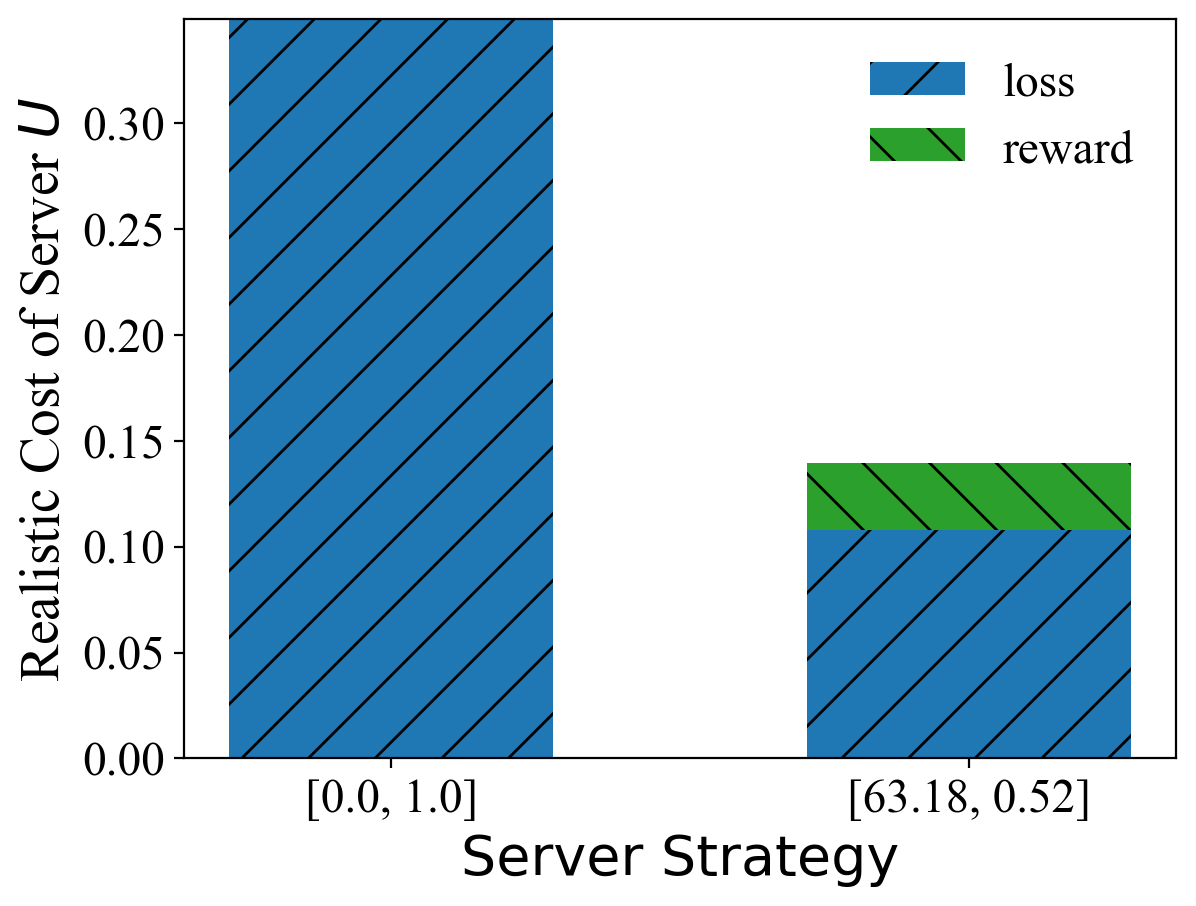 Realistic Cost of Server U
0.30
0.25
0.20
0.15
0.10
0.05
0.00
loss
reward
[0.0, 1.0]
[63.18, 0.52]
Server Strategy